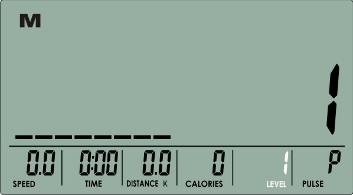 M
1
0.0 0:00 0.0 0 1 P
SPEED TIME DISTANCE K CALORIES LEVEL PULSE